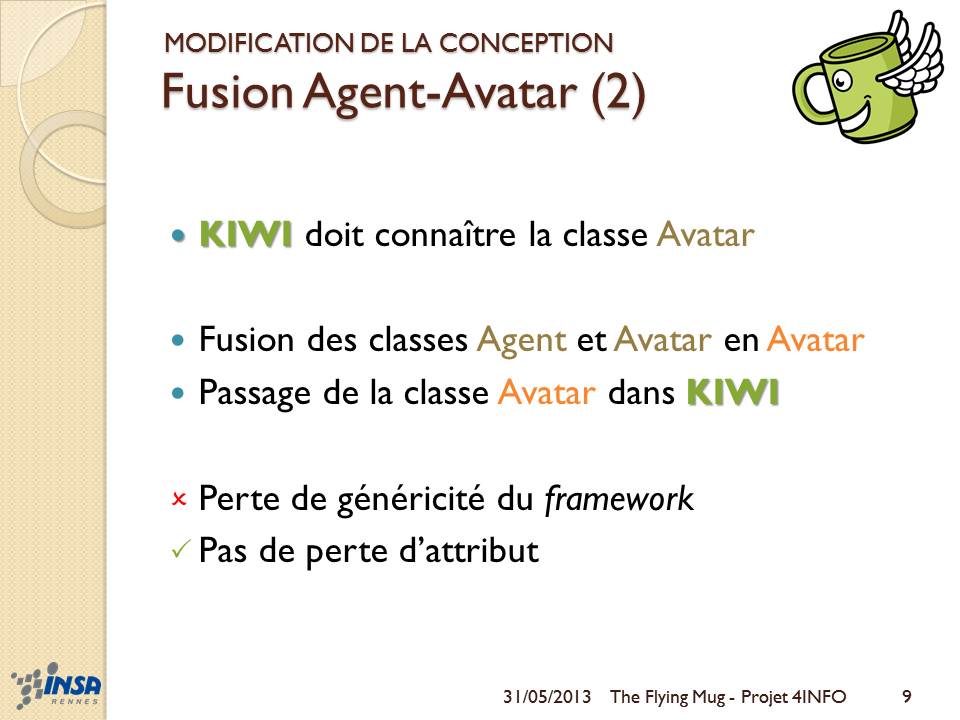 MODIFICATION DE LA CONCEPTION
Fusion Agent-Avatar (2)
KIWI doit connaître la classe Avatar
Fusion des classes Agent et Avatar en Avatar
Passage de la classe Avatar dans KIWI
Perte de généricité du framework
Pas de perte d’attribut
INSA
RENNES
31/05/2013 The Flying Mug - Projet 4INFO 9